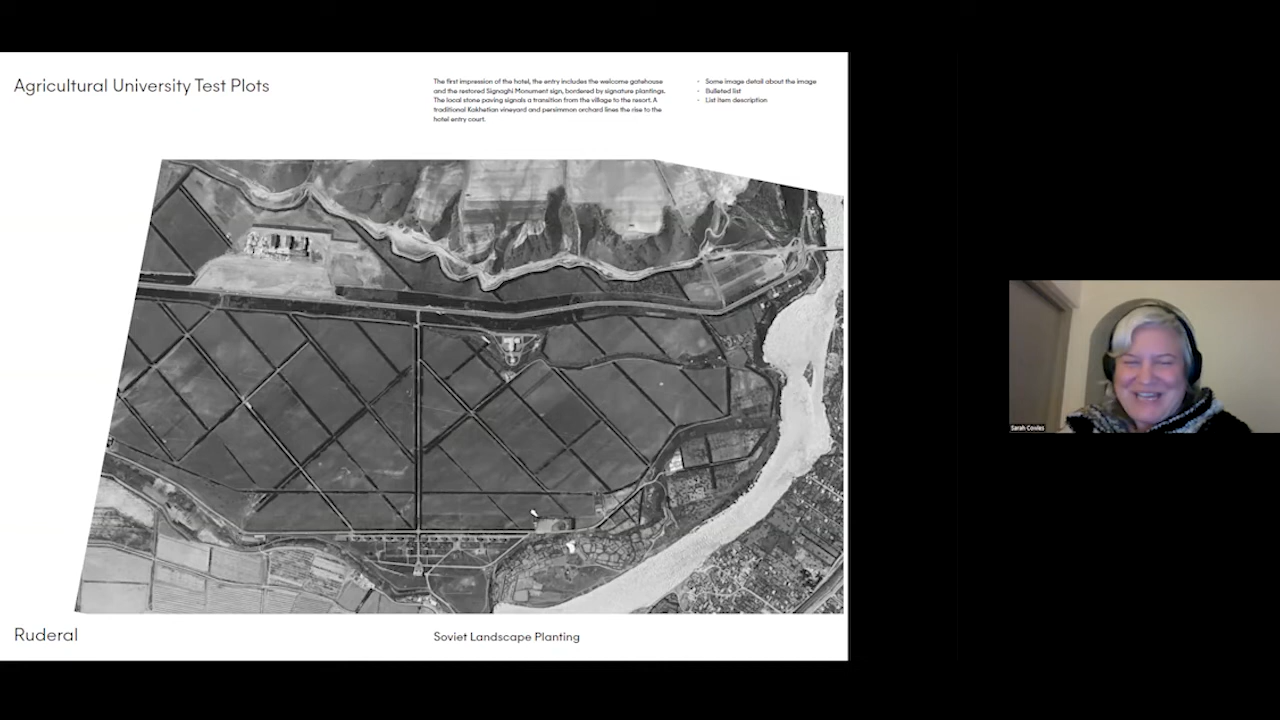 Agricultural University Test Plots
The first impression of the hotel, the entry includes the welcome gatehouse
and the restored Signaghi Monument sign, bordered by signature plantings.
The local stone paving signals a transition from the village to the resort. A
traditional Kakhetian vineyard and persimmon orchard lines the rise to the
hotel entry court.
- Some image detail about the image
- Bulleted list
- List item description
Sarah Cowles
Ruderal
Soviet Landscape Planting